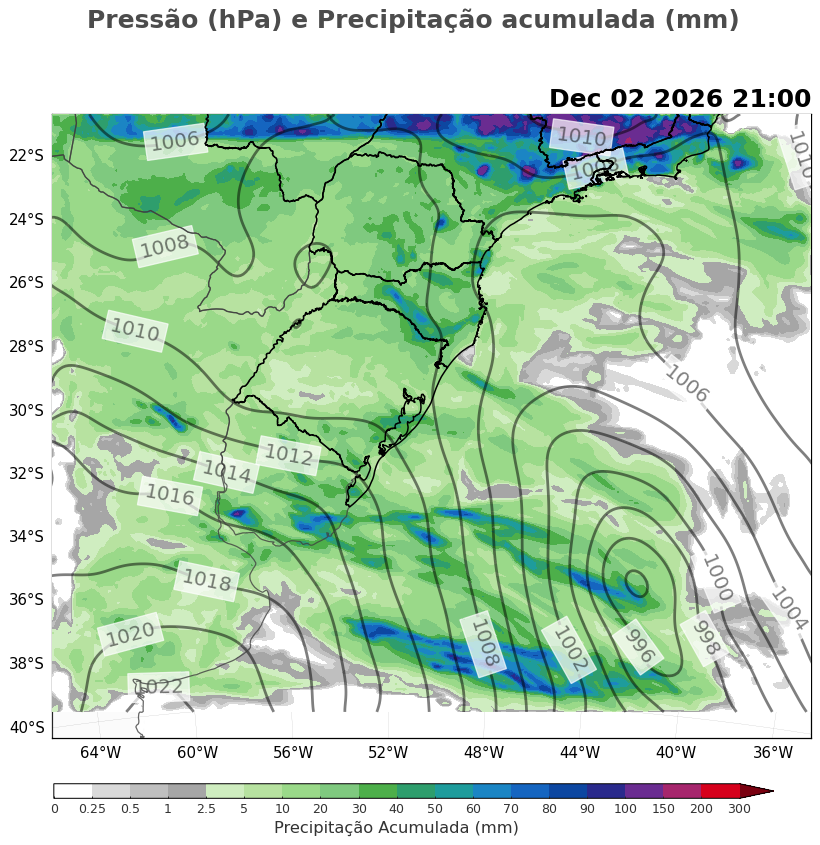 Pressão (hPa) e Precipitação acumulada (mm)
Dec 02 2026 21:00
1006
1010
1010
22°S
24°S
1008
26°S
1010
28°S
1006
30°S
1012
32°S
1014
1016
34°S
1000
1018
1004
36°S
1020
1008
1002
996
998
38°S
1022
40°S
64°W 60°W 56°W 52°W 48°W 44°W 40°W 36°W
0 0.25 0.5 1 2.5 5 10 20 30 40 50 60 70 80 90 100 150 200 300
Precipitação Acumulada (mm)